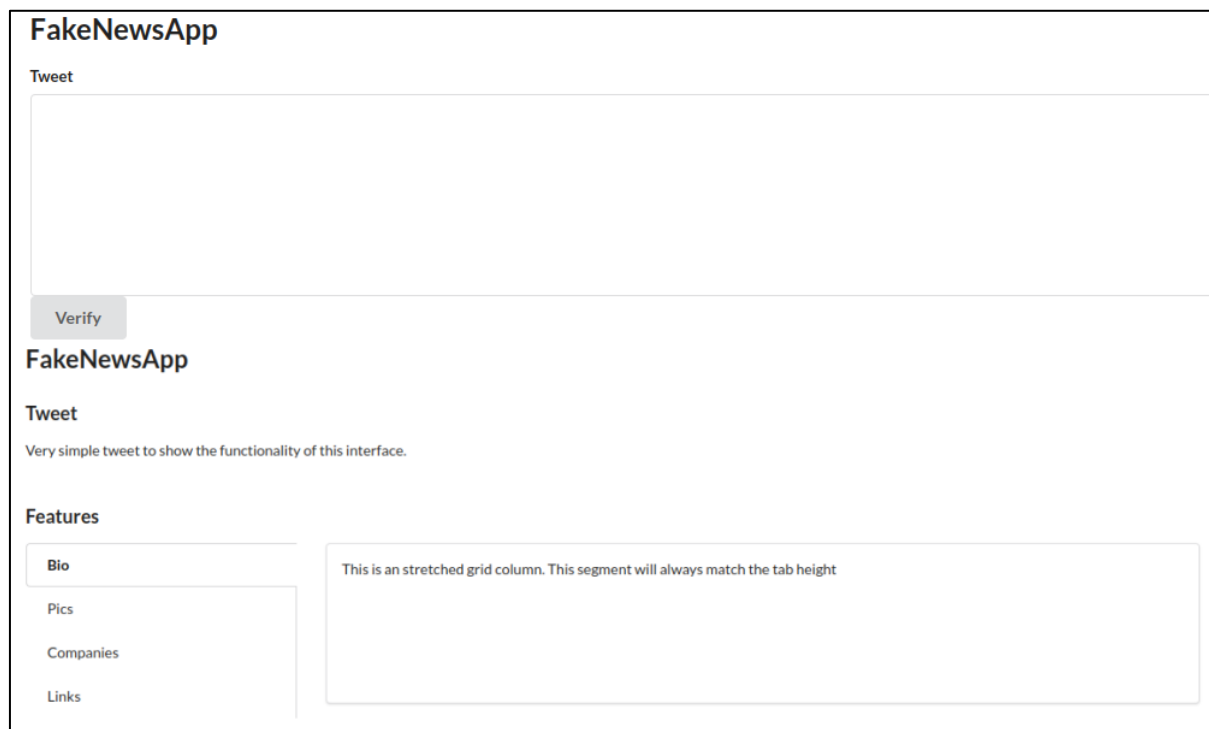 FakeNewsApp
Tweet
Verify
FakeNewsApp
Tweet
Very simple tweet to show the functionality of this interface.
Features
Bio
This is an stretched grid column. This segment will always match the tab height
Pics
Companies
Links